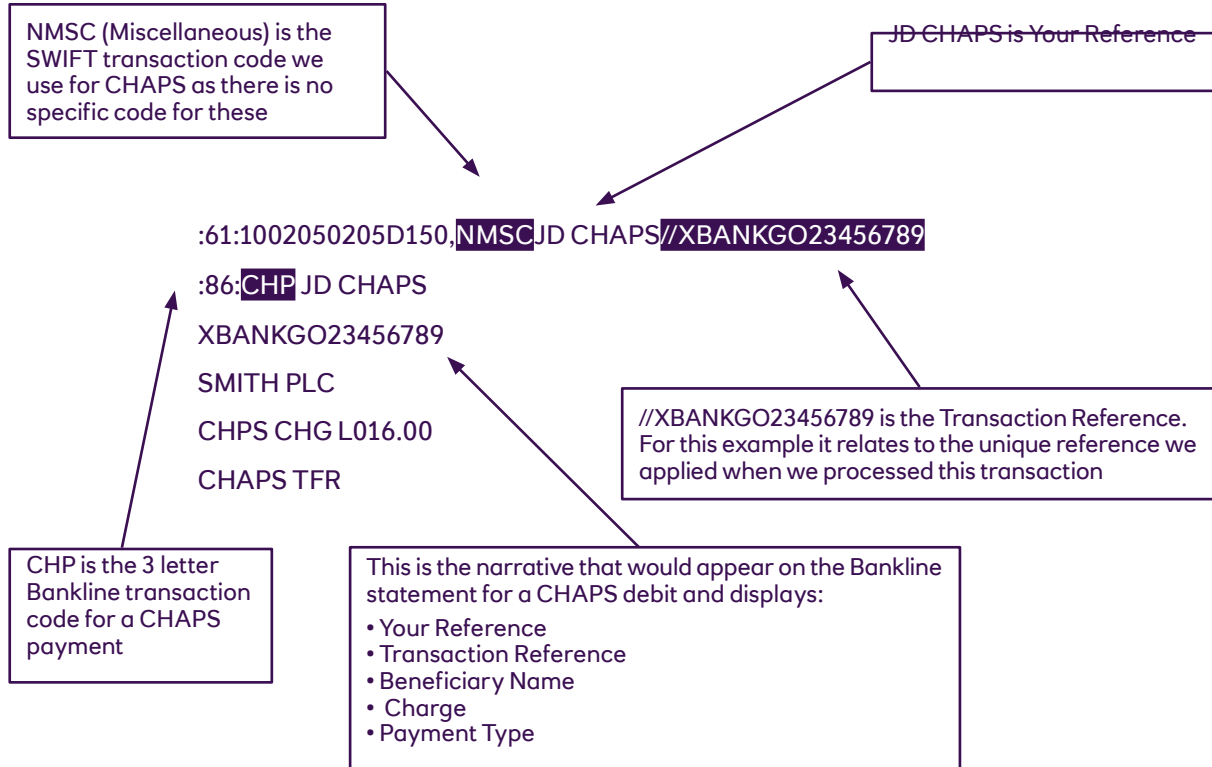 NMSC (Miscellaneous) is the
SWIFT transaction code we
use for CHAPS as there is no
specific code for these
JD CHAPS is Your Reference
:61:1002050205D150,NMSCJD CHAPS//XBANKGO23456789
:86:CHP JD CHAPS
XBANKGO23456789
SMITH PLC
CHPS CHG L016.00
CHAPS TFR
//XBANKGO23456789 is the Transaction Reference.
For this example it relates to the unique reference we
applied when we processed this transaction
CHP is the 3 letter
Bankline transaction
code for a CHAPS
payment
This is the narrative that would appear on the Bankline
statement for a CHAPS debit and displays:
• Your Reference
• Transaction Reference
• Beneficiary Name
• Charge
• Payment Type